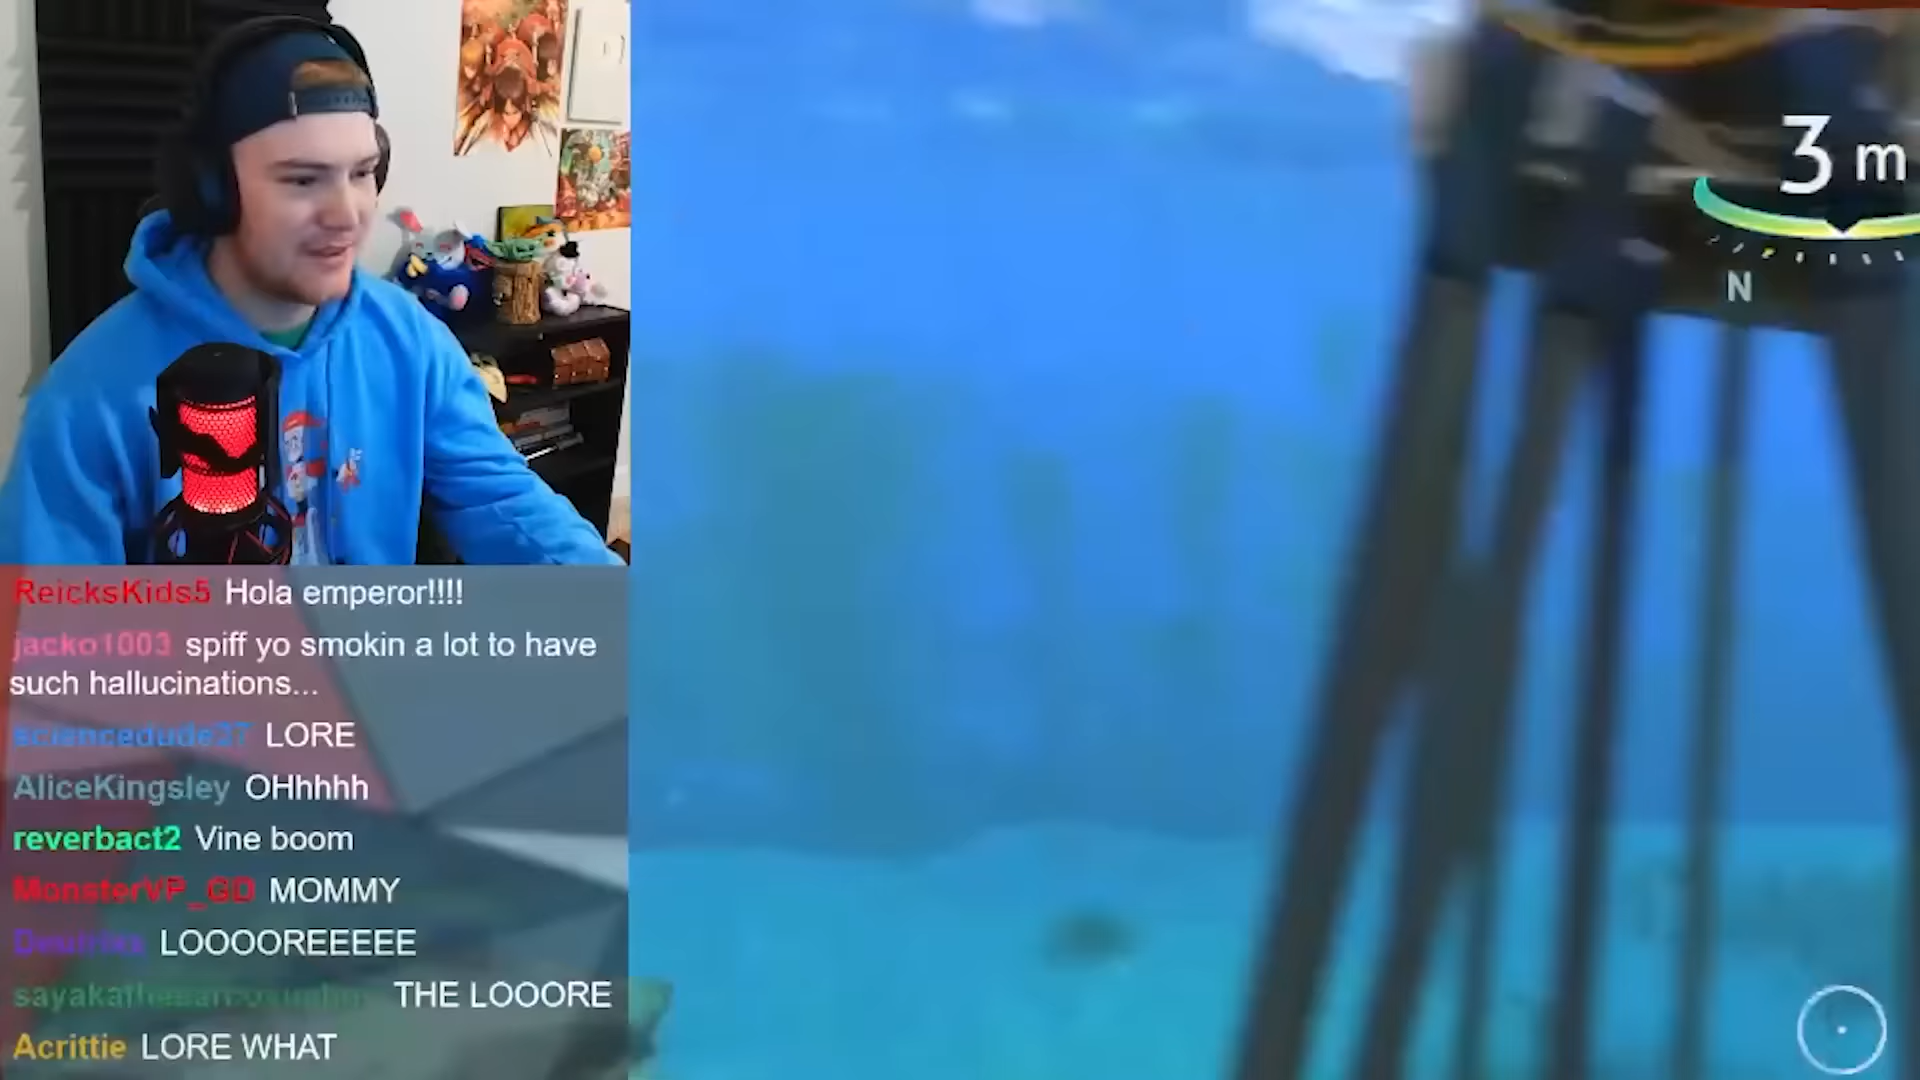 3 m
N
ReicksKids5 Hola emperor!!!!
jacko1003 spiff yo smokin a lot to have
such hallucinations...
sciencedude27 LORE
AliceKingsley OHhhhh
reverbact2 Vine boom
MonsterVP_GD MOMMY
LOOOOREEEEE
THE LOOORE
Acrittie LORE WHAT